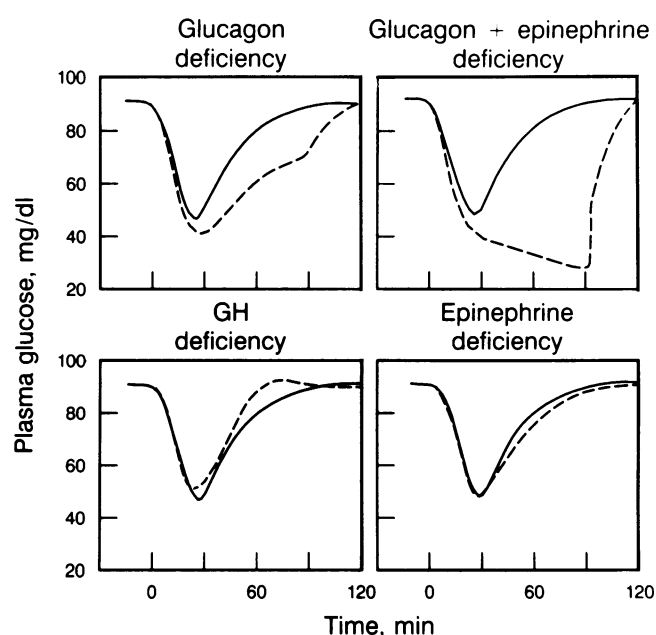 Glucagon
deficiency
Glucagon + epinephrine
deficiency
100
80
60
40
20
GH
deficiency
Epinephrine
deficiency
100
80
60
40
20
0 60 120
0 60 120
Plasma glucose, mg/dl
Time, min